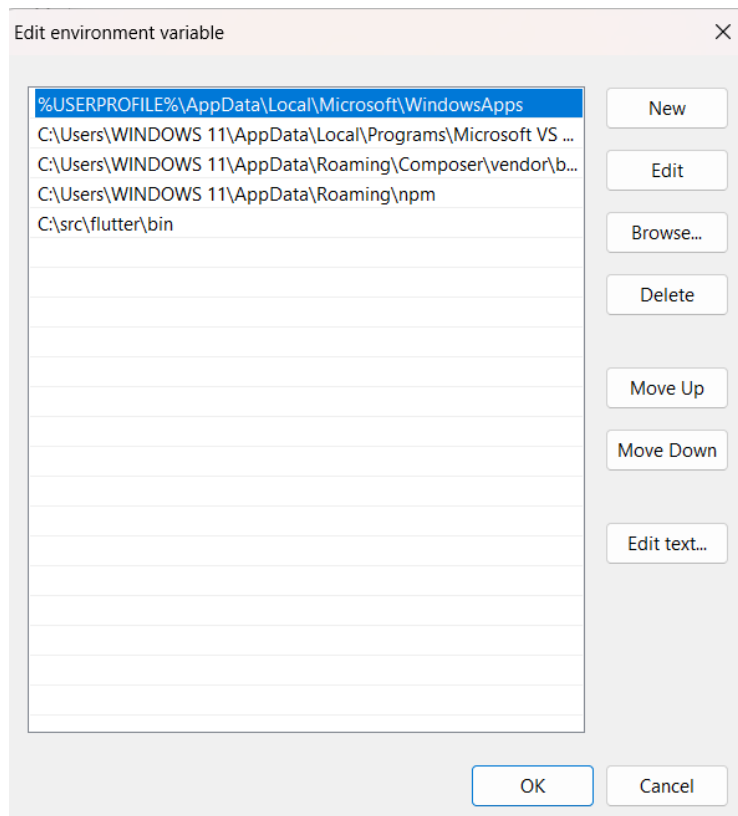 Edit environment variable
%USERPROFILE%\AppData\Local\Microsoft\WindowsApps
C:\Users\WINDOWS 11\AppData\Local\Programs\Microsoft VS ...
C:\Users\WINDOWS 11\AppData\Roaming\Composer\vendor\b...
C:\Users\WINDOWS 11\AppData\Roaming\npm
C:\src\flutter\bin
New
Edit
Browse...
Delete
Move Up
Move Down
Edit text...
OK
Cancel